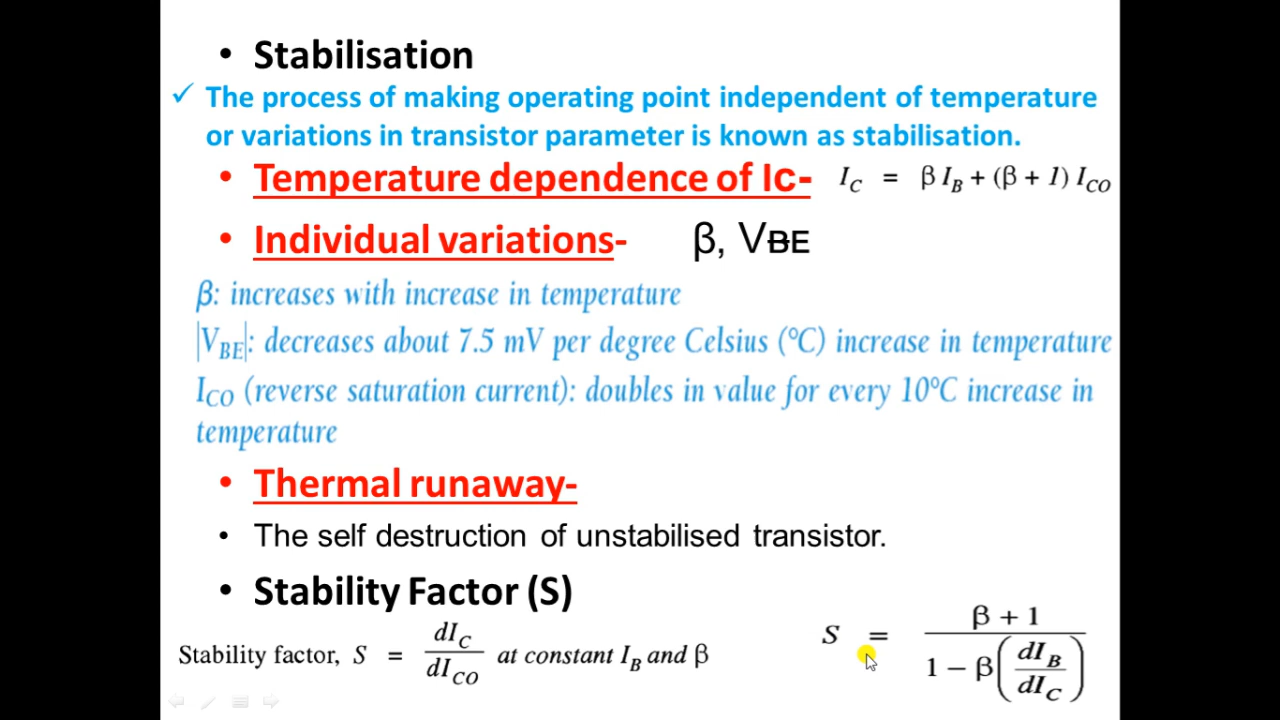 • Stabilisation
✓ The process of making operating point independent of temperature
or variations in transistor parameter is known as stabilisation.
• Temperature dependence of Ic- I_C = β I_B + (β + 1) I_CO
• Individual variations- β, VBE
β: increases with increase in temperature
|V_BE|: decreases about 7.5 mV per degree Celsius (°C) increase in temperature
I_CO (reverse saturation current): doubles in value for every 10°C increase in
temperature
• Thermal runaway-
• The self destruction of unstabilised transistor.
• Stability Factor (S)
Stability factor, S = dI_C / dI_CO at constant I_B and β
S = (β + 1) / (1 − β(dI_B / dI_C))